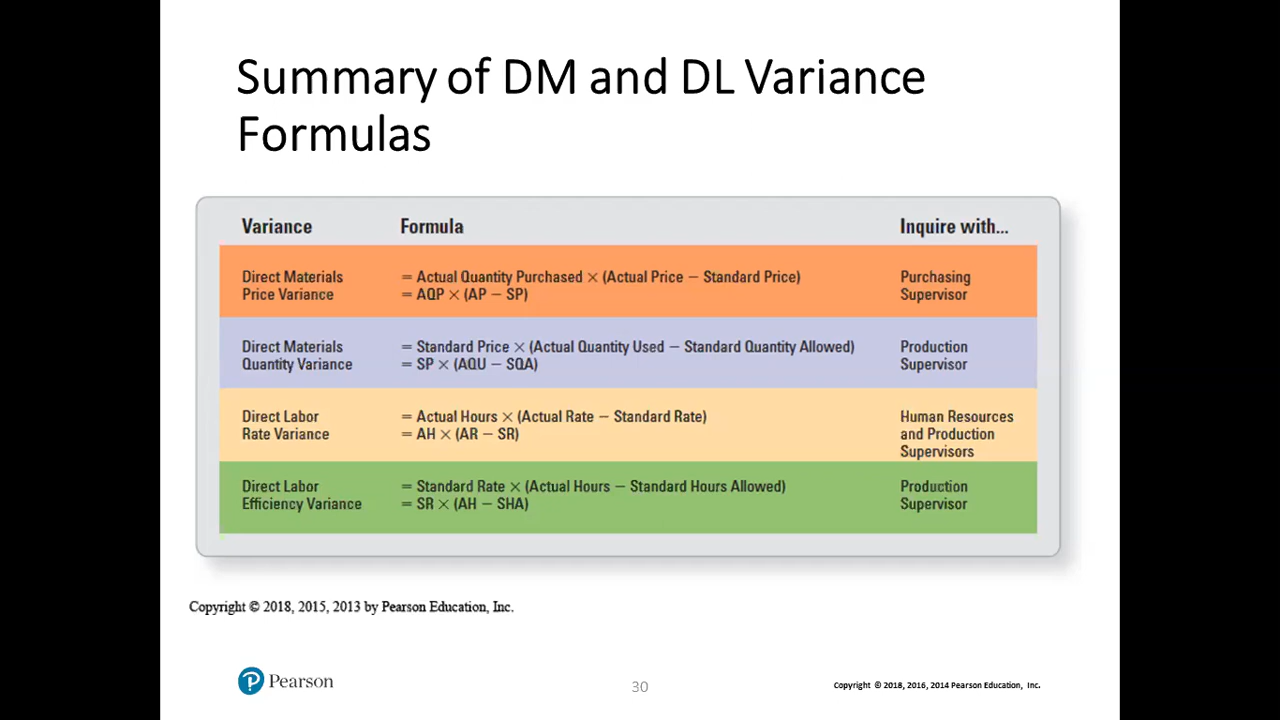 Summary of DM and DL Variance
Formulas
Variance Formula Inquire with...
Direct Materials = Actual Quantity Purchased × (Actual Price − Standard Price) Purchasing
Price Variance = AQP × (AP − SP) Supervisor
Direct Materials = Standard Price × (Actual Quantity Used − Standard Quantity Allowed) Production
Quantity Variance = SP × (AQU − SQA) Supervisor
Direct Labor = Actual Hours × (Actual Rate − Standard Rate) Human Resources
Rate Variance = AH × (AR − SR) and Production
Supervisors
Direct Labor = Standard Rate × (Actual Hours − Standard Hours Allowed) Production
Efficiency Variance = SR × (AH − SHA) Supervisor
Copyright © 2018, 2015, 2013 by Pearson Education, Inc.
P Pearson 30 Copyright © 2018, 2016, 2014 Pearson Education, Inc.